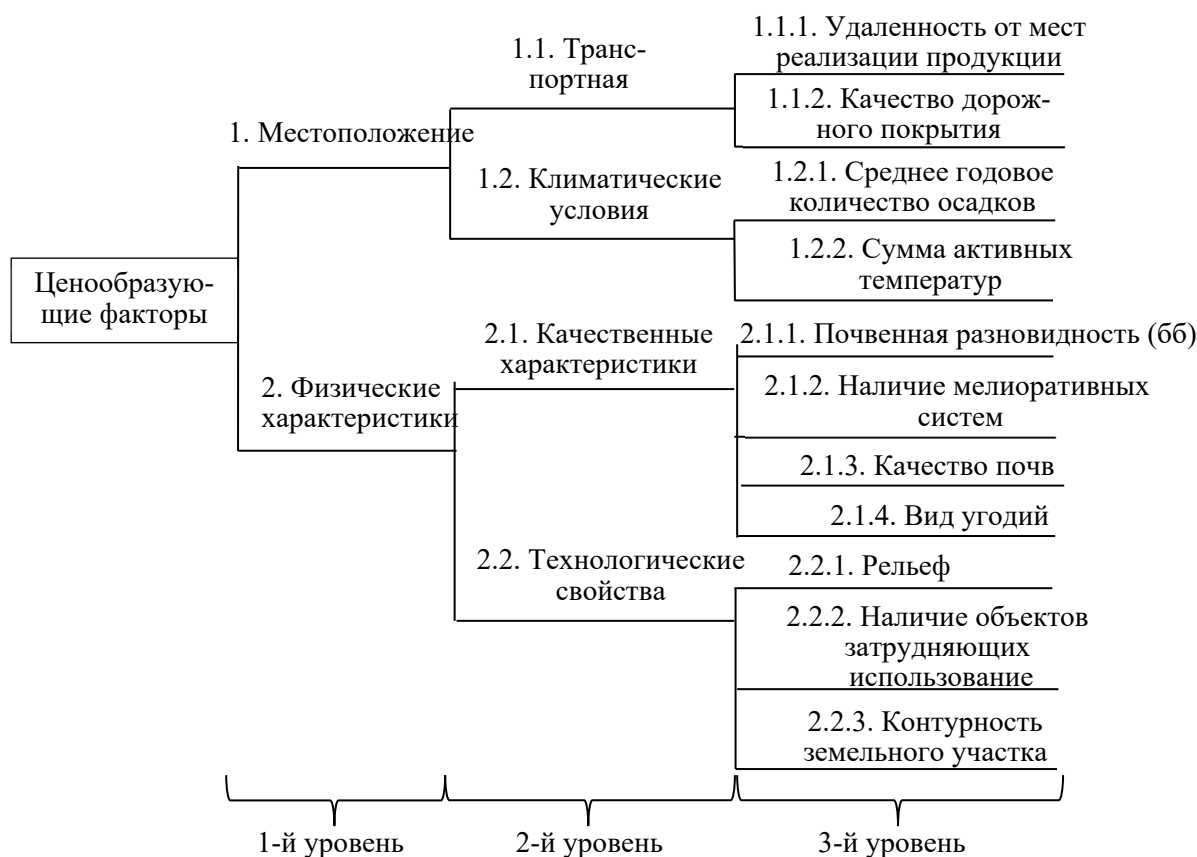 1.1.1. Удаленность от мест
реализации продукции
1.1. Транс-
портная
1.1.2. Качество дорож-
ного покрытия
1. Местоположение
1.2. Климатические
условия
1.2.1. Среднее годовое
количество осадков
1.2.2. Сумма активных
температур
Ценообразую-
щие факторы
2.1. Качественные
характеристики
2.1.1. Почвенная разновидность (бб)
2.1.2. Наличие мелиоративных
систем
2. Физические
характеристики
2.1.3. Качество почв
2.1.4. Вид угодий
2.2. Технологические
свойства
2.2.1. Рельеф
2.2.2. Наличие объектов
затрудняющих
использование
2.2.3. Контурность
земельного участка
1-й уровень
2-й уровень
3-й уровень